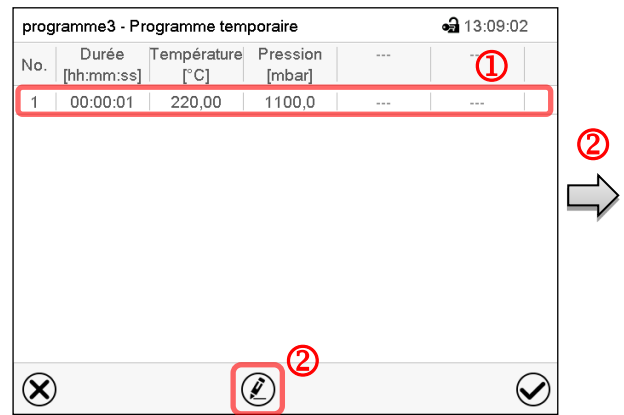 programme3 - Programme temporaire 13:09:02
No. Durée [hh:mm:ss] Température [°C] Pression [mbar] --- ---
①
1 00:00:01 220,00 1100,0 --- ---
②
②